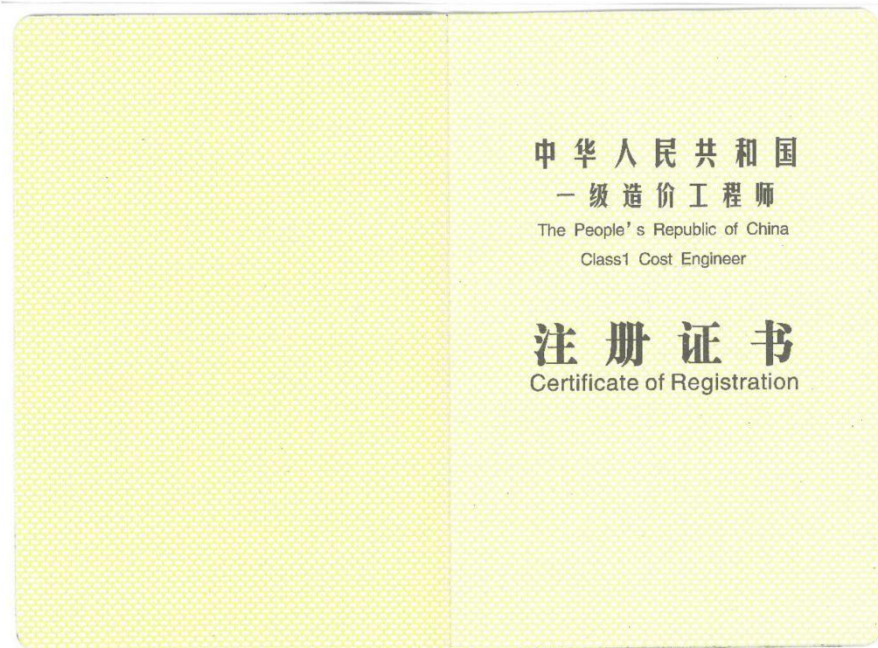 中华人民共和国
一级造价工程师
The People's Republic of China
Class1 Cost Engineer
注册证书
Certificate of Registration